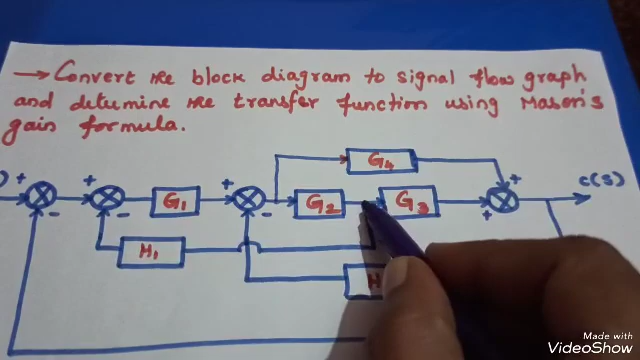 → Convert the block diagram to signal flow graph
and determine the transfer function using Mason's
gain formula.
G4
+ + + + C(S)
G1 G2 G3
- - - +
H1
H
Made with
VideoShow